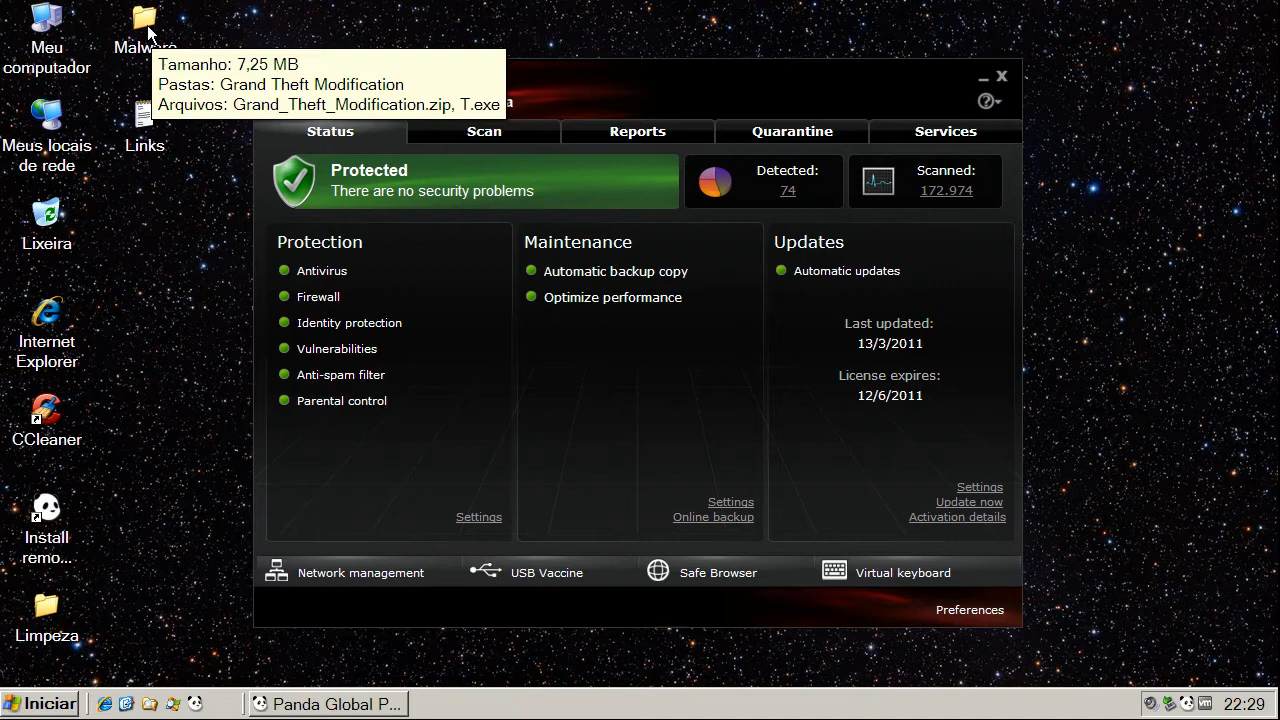 Meu
computador
Malware
Tamanho: 7,25 MB
Pastas: Grand Theft Modification
Arquivos: Grand_Theft_Modification.zip, T.exe
Meus locais
de rede
Links
Lixeira
Internet
Explorer
CCleaner
Install
remo...
Limpeza
Status
Scan
Reports
Quarantine
Services
Protected
There are no security problems
Detected:
74
Scanned:
172.974
Protection
Antivirus
Firewall
Identity protection
Vulnerabilities
Anti-spam filter
Parental control
Settings
Maintenance
Automatic backup copy
Optimize performance
Settings
Online backup
Updates
Automatic updates
Last updated:
13/3/2011
License expires:
12/6/2011
Settings
Update now
Activation details
Network management
USB Vaccine
Safe Browser
Virtual keyboard
Preferences
Iniciar
Panda Global P...
vm
22:29